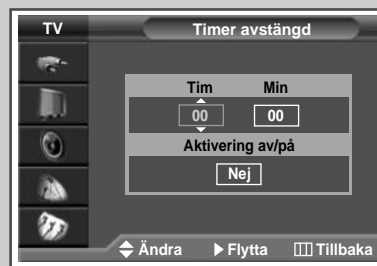 TV
Timer avstängd
Tim Min
00 00
Aktivering av/på
Nej
Ändra Flytta Tillbaka